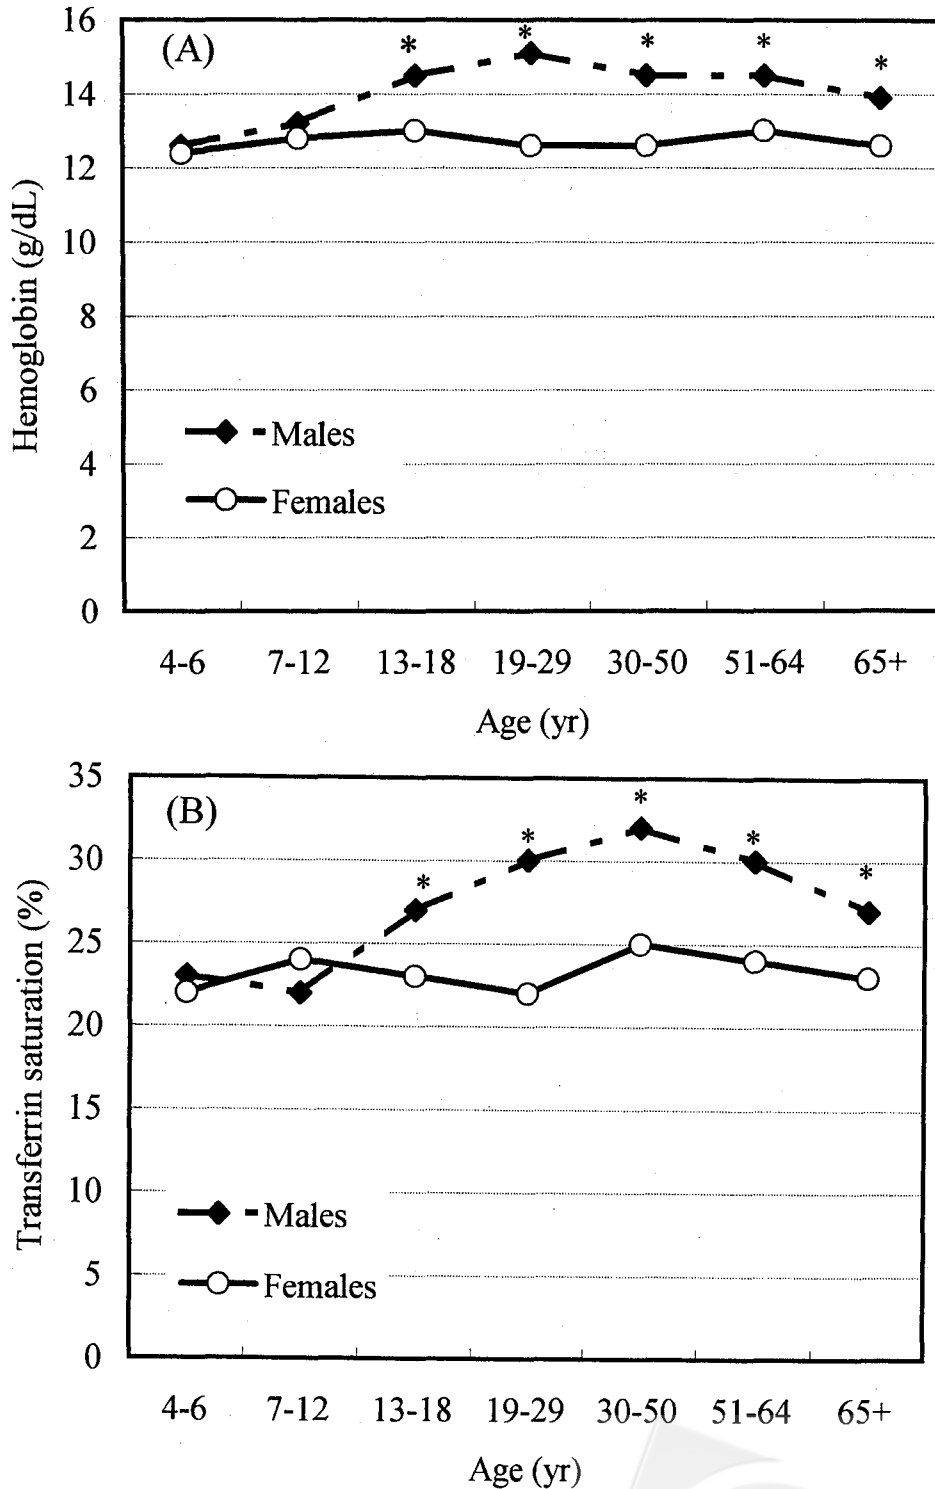 (A)
16
14
12
10
8
6
4
2
0
Hemoglobin (g/dL)
* * * * *
Males
Females
4-6 7-12 13-18 19-29 30-50 51-64 65+
Age (yr)
(B)
35
30
25
20
15
10
5
0
Transferrin saturation (%)
* * * * *
Males
Females
4-6 7-12 13-18 19-29 30-50 51-64 65+
Age (yr)